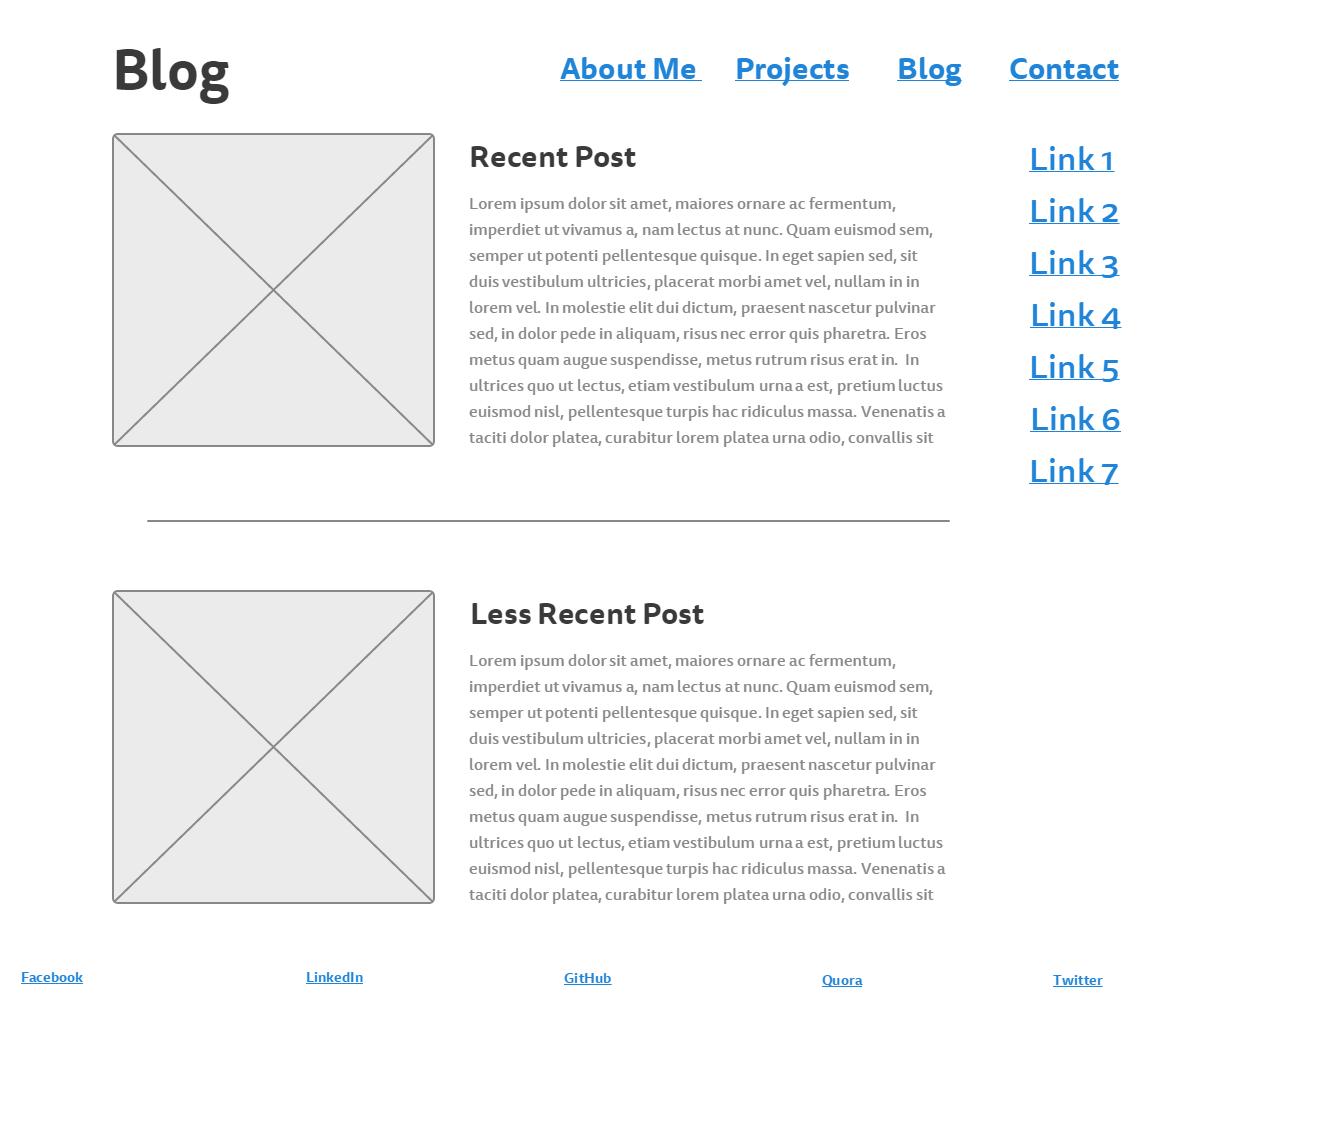 Blog
About Me Projects Blog Contact
Recent Post
Lorem ipsum dolor sit amet, maiores ornare ac fermentum,
imperdiet ut vivamus a, nam lectus at nunc. Quam euismod sem,
semper ut potenti pellentesque quisque. In eget sapien sed, sit
duis vestibulum ultricies, placerat morbi amet vel, nullam in in
lorem vel. In molestie elit dui dictum, praesent nascetur pulvinar
sed, in dolor pede in aliquam, risus nec error quis pharetra. Eros
metus quam augue suspendisse, metus rutrum risus erat in.  In
ultrices quo ut lectus, etiam vestibulum urna a est, pretium luctus
euismod nisl, pellentesque turpis hac ridiculus massa. Venenatis a
taciti dolor platea, curabitur lorem platea urna odio, convallis sit
Link 1
Link 2
Link 3
Link 4
Link 5
Link 6
Link 7
Less Recent Post
Lorem ipsum dolor sit amet, maiores ornare ac fermentum,
imperdiet ut vivamus a, nam lectus at nunc. Quam euismod sem,
semper ut potenti pellentesque quisque. In eget sapien sed, sit
duis vestibulum ultricies, placerat morbi amet vel, nullam in in
lorem vel. In molestie elit dui dictum, praesent nascetur pulvinar
sed, in dolor pede in aliquam, risus nec error quis pharetra. Eros
metus quam augue suspendisse, metus rutrum risus erat in.  In
ultrices quo ut lectus, etiam vestibulum urna a est, pretium luctus
euismod nisl, pellentesque turpis hac ridiculus massa. Venenatis a
taciti dolor platea, curabitur lorem platea urna odio, convallis sit
Facebook LinkedIn GitHub Quora Twitter